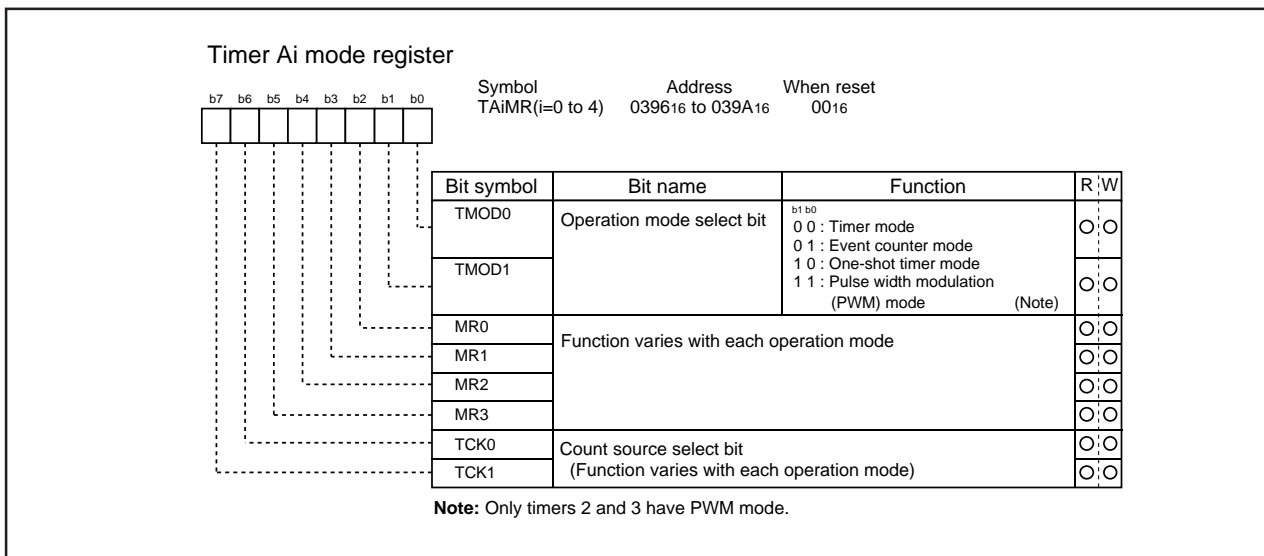 Timer Ai mode register
Symbol Address When reset
TAiMR(i=0 to 4) 039616 to 039A16 0016
b7 b6 b5 b4 b3 b2 b1 b0
Bit symbol Bit name Function R W
TMOD0 Operation mode select bit
b1 b0
0 0 : Timer mode
0 1 : Event counter mode
1 0 : One-shot timer mode
TMOD1
1 1 : Pulse width modulation
(PWM) mode (Note)
MR0
Function varies with each operation mode
MR1
MR2
MR3
TCK0
Count source select bit
(Function varies with each operation mode)
TCK1
Note: Only timers 2 and 3 have PWM mode.